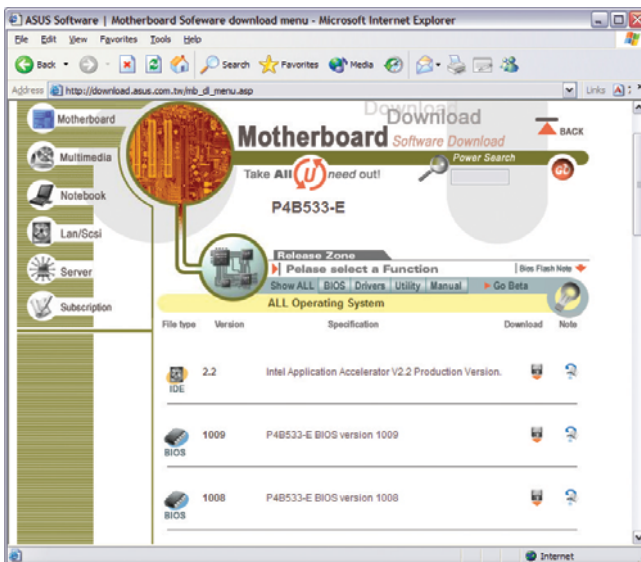 ASUS Software | Motherboard Sofeware download menu - Microsoft Internet Explorer
File Edit View Favorites Tools Help
Back Search Favorites Media
Address http://download.asus.com.tw/mb_dl_menu.asp Links
Motherboard
Multimedia
Notebook
Lan/Scsi
Server
Subscription
Download
Download
Motherboard Software Download
BACK
Take All U need out!
Power Search
GO
P4B533-E
Release Zone
Pelase select a Function
Bios Flash Note
Show ALL BIOS Drivers Utility Manual Go Beta
ALL Operating System
File type Version Specification Download Note
IDE 2.2 Intel Application Accelerator V2.2 Production Version.
BIOS 1009 P4B533-E BIOS version 1009
BIOS 1008 P4B533-E BIOS version 1008
Internet